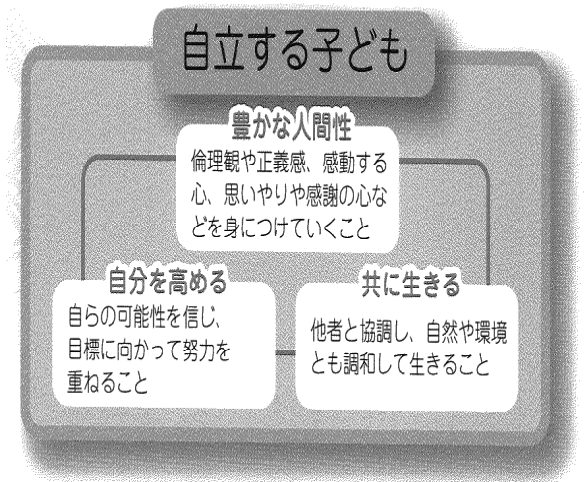 自立する子ども
豊かな人間性
倫理観や正義感、感動する
心、思いやりや感謝の心な
どを身につけていくこと
自分を高める
自らの可能性を信じ、
目標に向かって努力を
重ねること
共に生きる
他者と協調し、自然や環境
とも調和して生きること